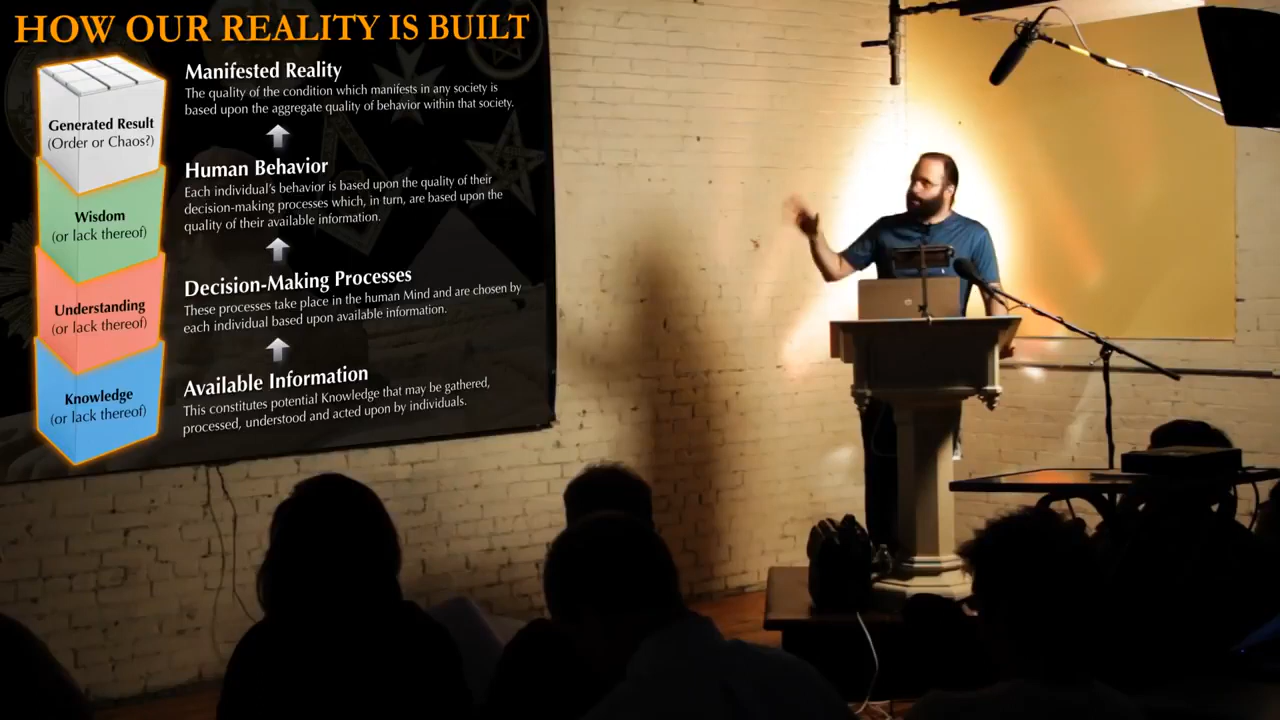 HOW OUR REALITY IS BUILT
Generated Result
(Order or Chaos?)
Wisdom
(or lack thereof)
Understanding
(or lack thereof)
Knowledge
(or lack thereof)
Manifested Reality
The quality of the condition which manifests in any society is
based upon the aggregate quality of behavior within that society.
Human Behavior
Each individual's behavior is based upon the quality of their
decision-making processes which, in turn, are based upon the
quality of their available information.
Decision-Making Processes
These processes take place in the human Mind and are chosen by
each individual based upon available information.
Available Information
This constitutes potential Knowledge that may be gathered,
processed, understood and acted upon by individuals.